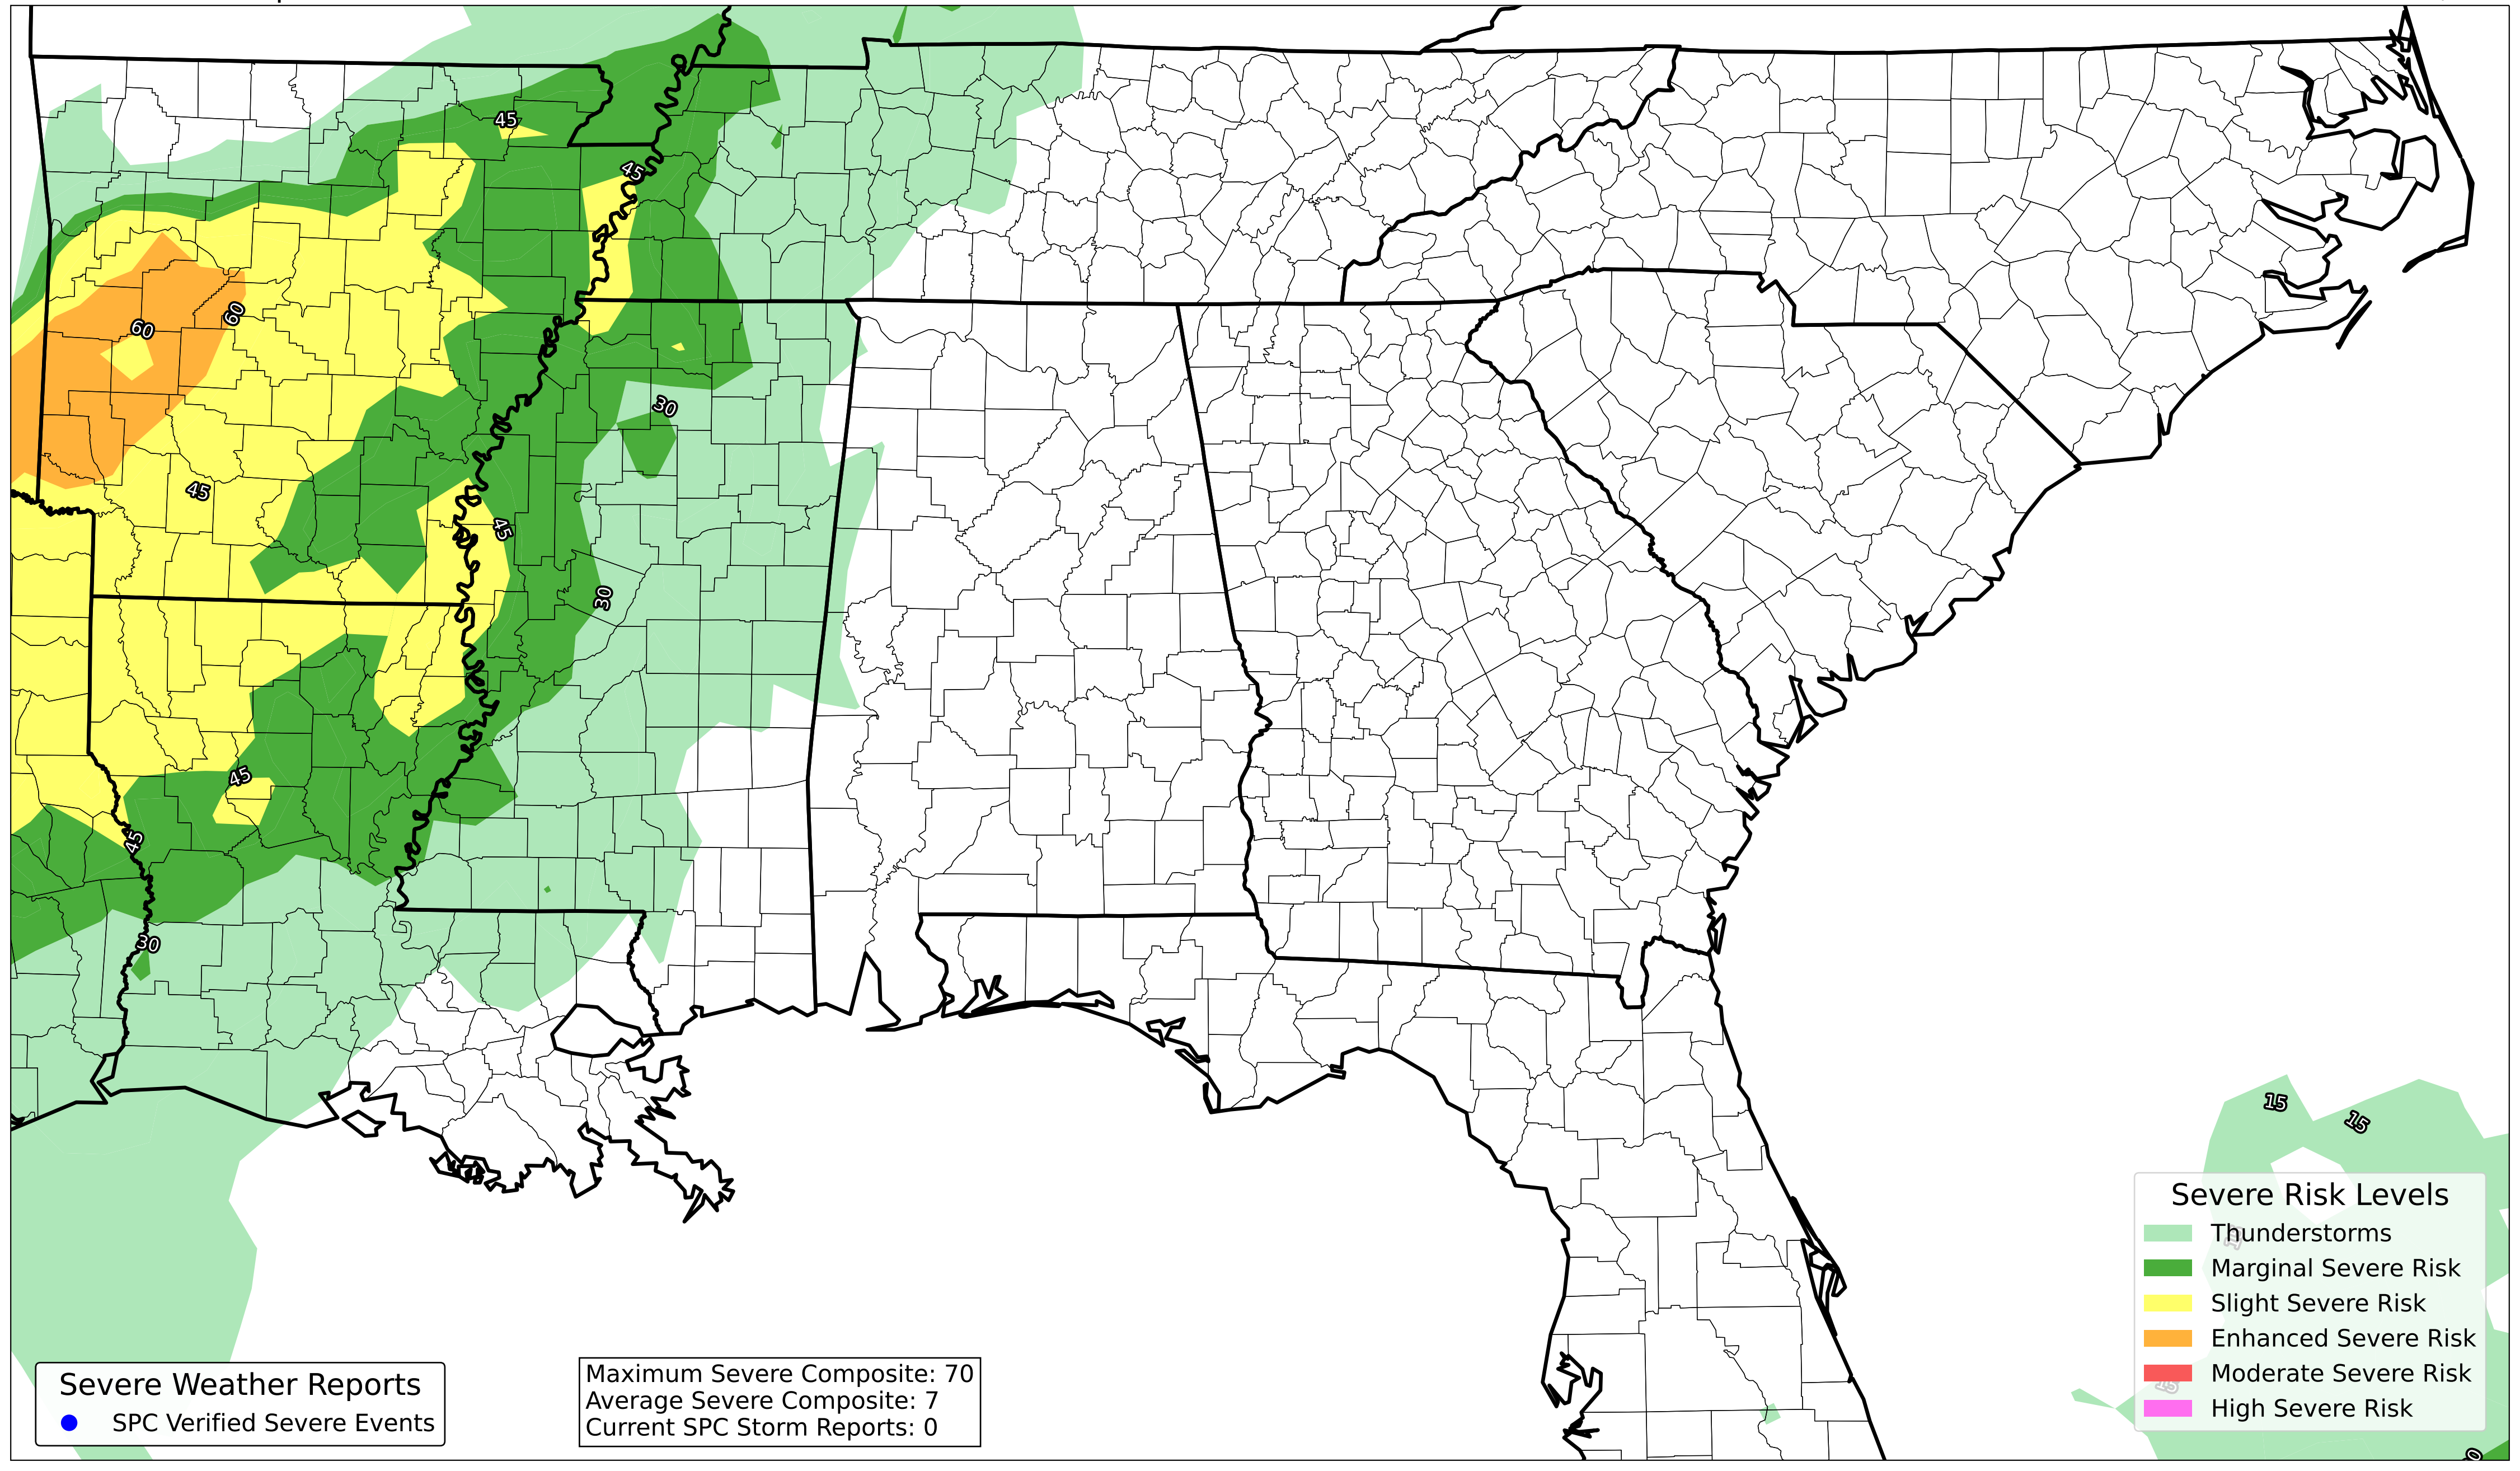 45
45
60
60
30
45
45
30
45
45
30
15
15
Severe Risk Levels
Thunderstorms
Marginal Severe Risk
Slight Severe Risk
Enhanced Severe Risk
Moderate Severe Risk
High Severe Risk
15
Severe Weather Reports
SPC Verified Severe Events
Maximum Severe Composite: 70
Average Severe Composite: 7
Current SPC Storm Reports: 0